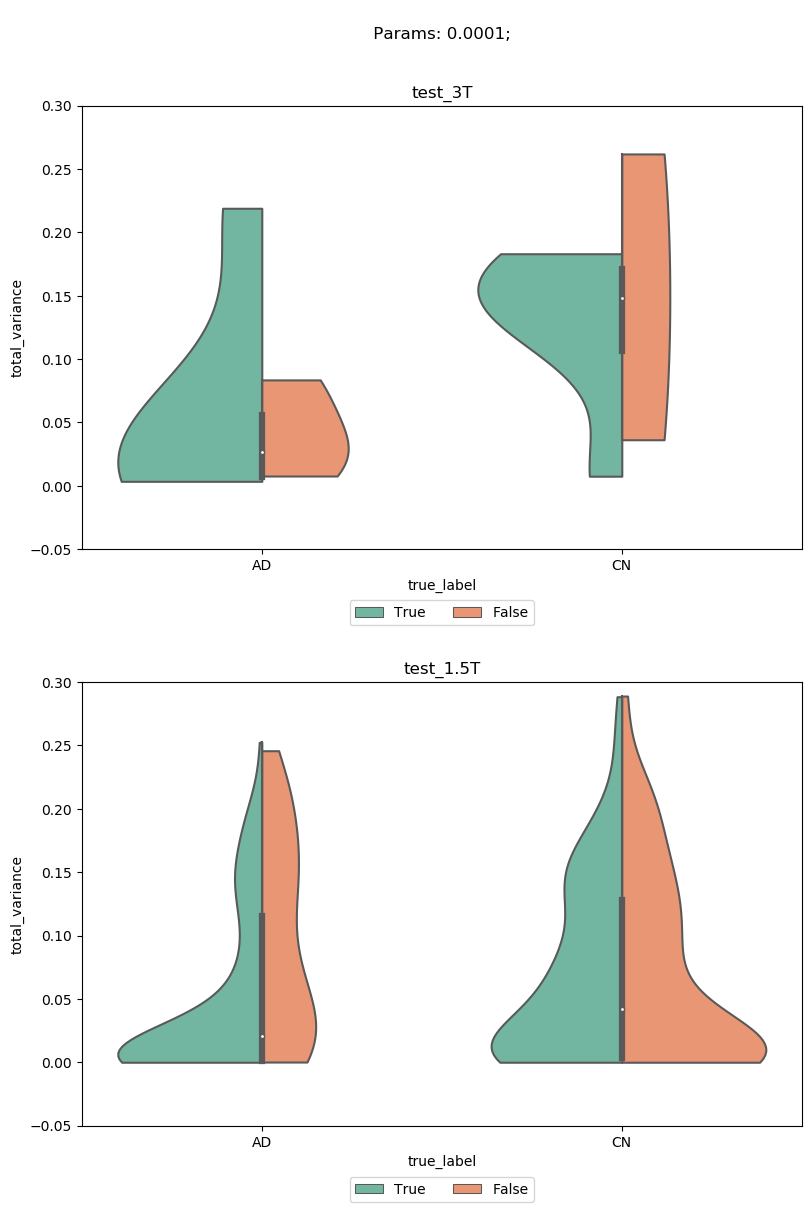 Params: 0.0001;
test_3T
0.30
0.25
0.20
0.15
0.10
0.05
0.00
−0.05
total_variance
AD CN
true_label
True False
test_1.5T
0.30
0.25
0.20
0.15
0.10
0.05
0.00
−0.05
total_variance
AD CN
true_label
True False